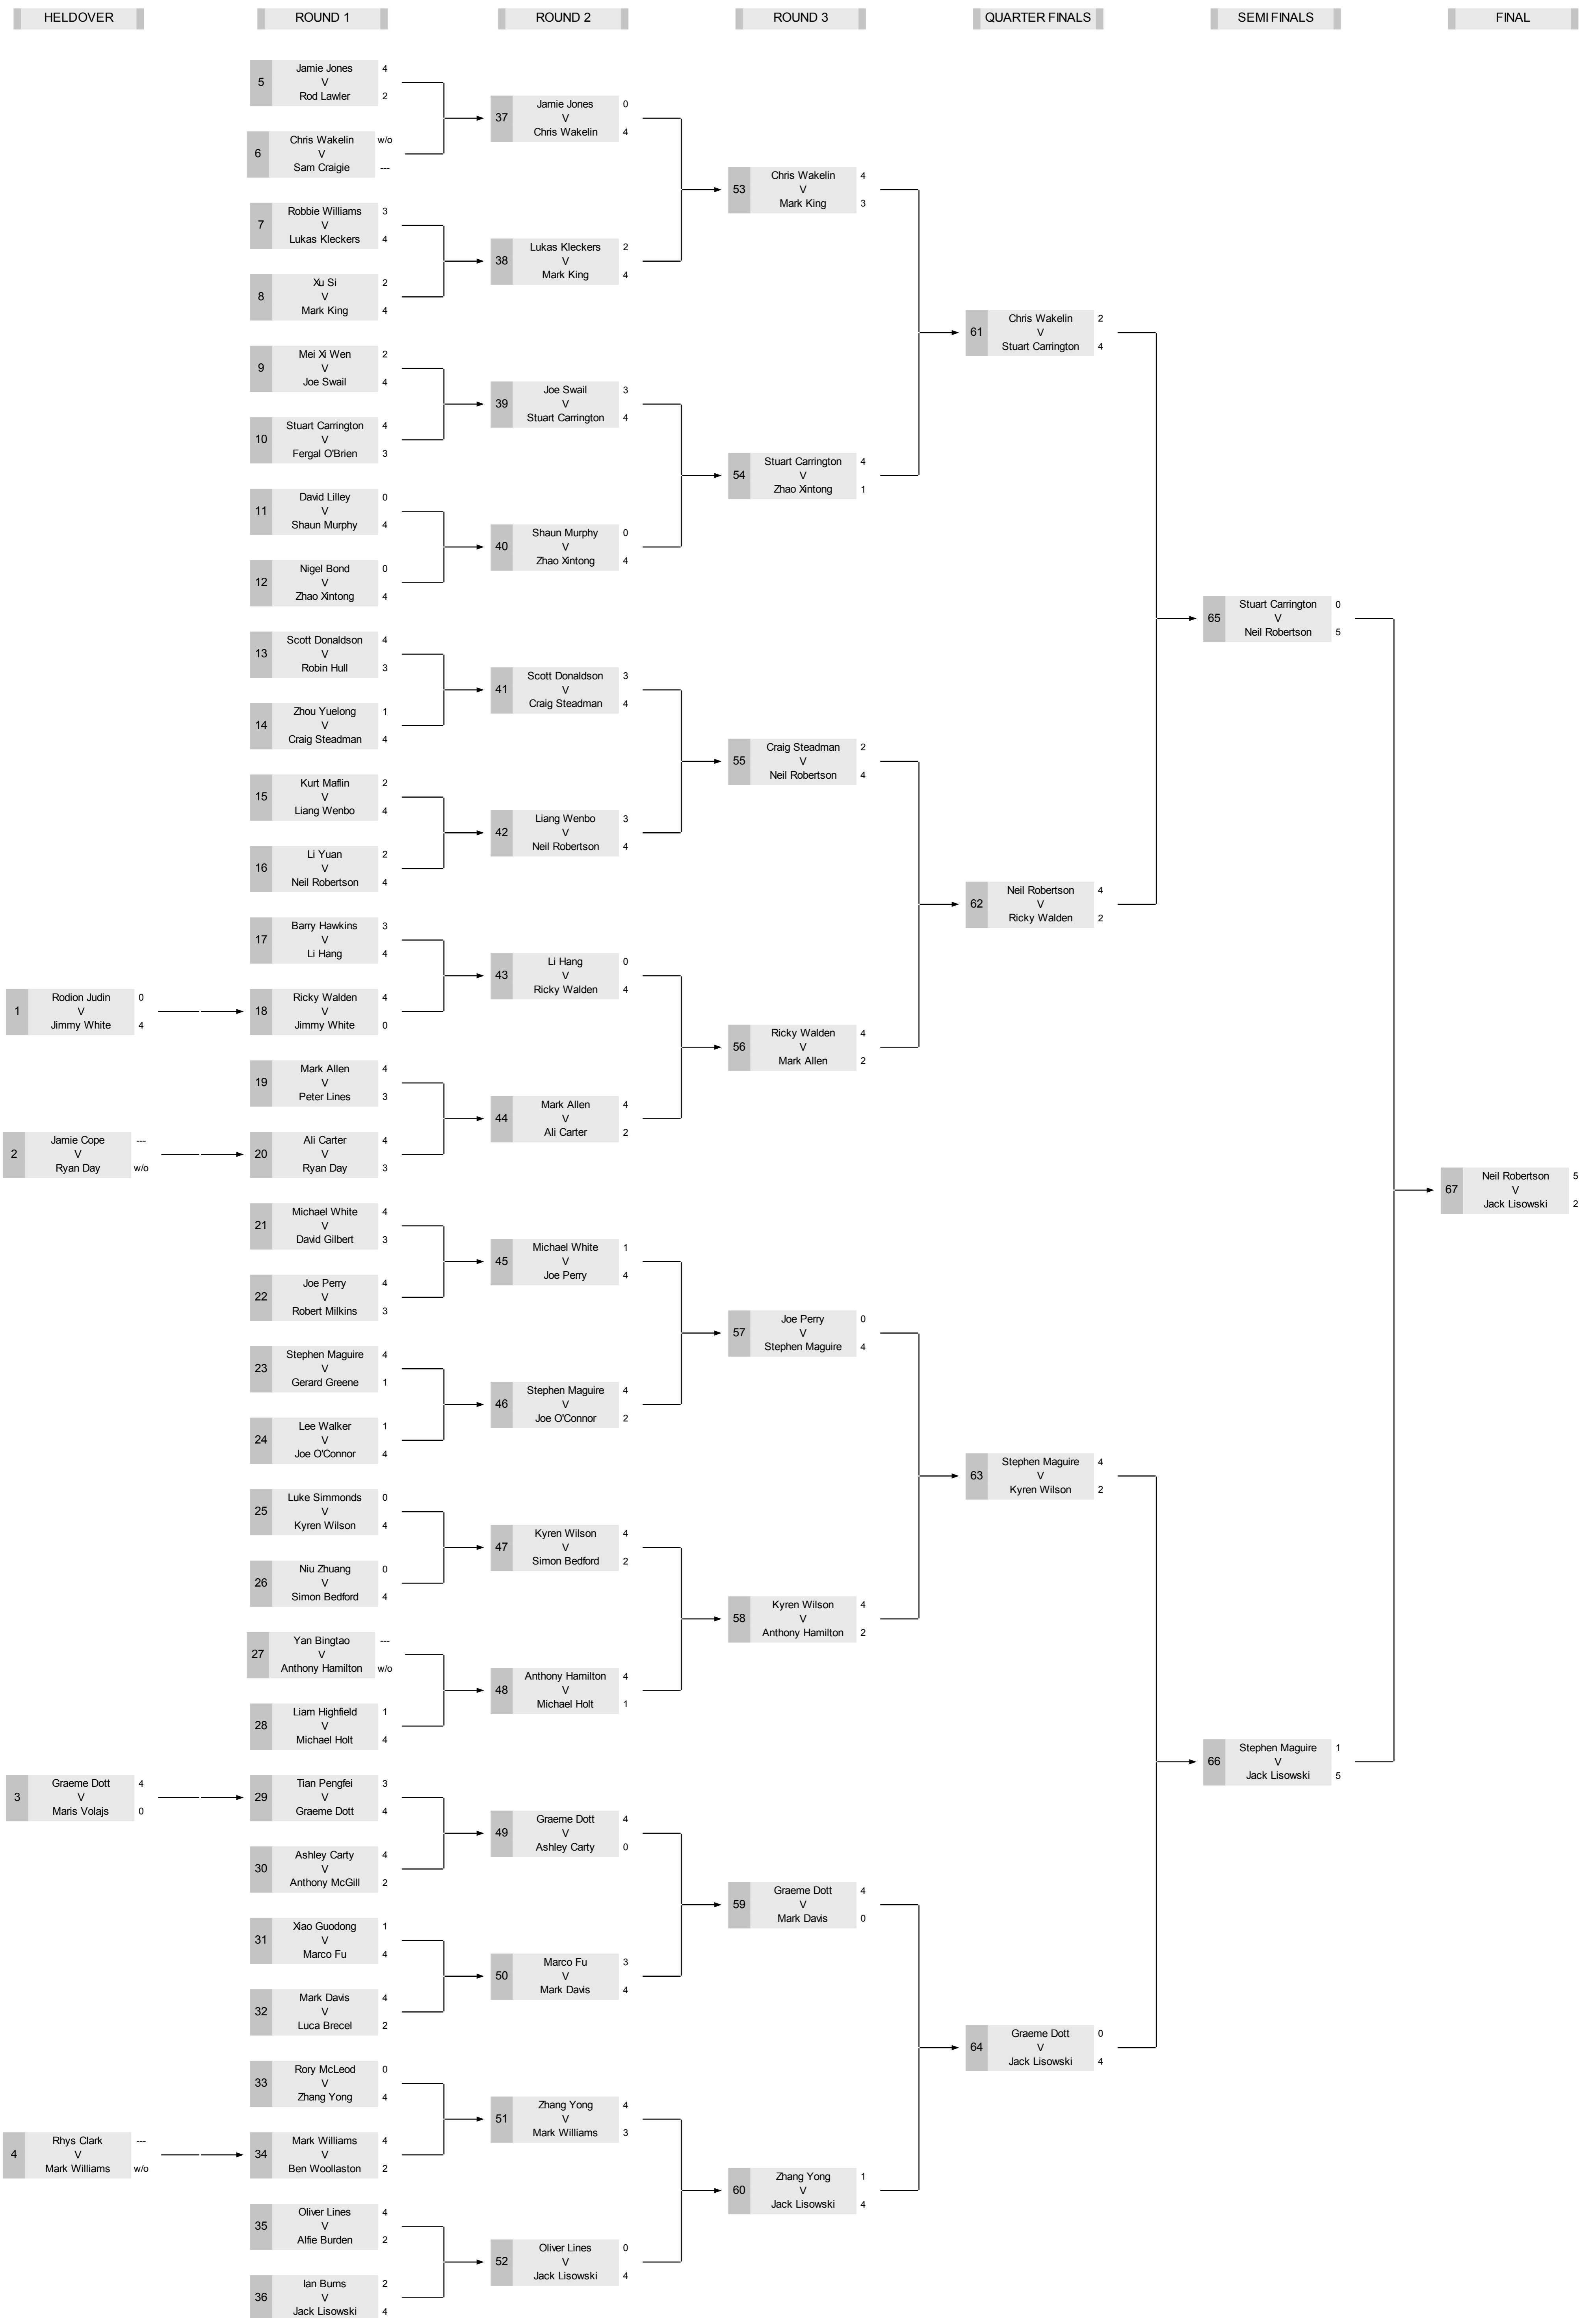 HELDOVER
ROUND 1
ROUND 2
ROUND 3
QUARTER FINALS
SEMI FINALS
FINAL
1
Rodion Judin 0
V
Jimmy White 4
2
Jamie Cope ---
V
Ryan Day w/o
3
Graeme Dott 4
V
Maris Volajs 0
4
Rhys Clark ---
V
Mark Williams w/o
5
Jamie Jones 4
V
Rod Lawler 2
6
Chris Wakelin w/o
V
Sam Craigie ---
7
Robbie Williams 3
V
Lukas Kleckers 4
8
Xu Si 2
V
Mark King 4
9
Mei Xi Wen 2
V
Joe Swail 4
10
Stuart Carrington 4
V
Fergal O'Brien 3
11
David Lilley 0
V
Shaun Murphy 4
12
Nigel Bond 0
V
Zhao Xintong 4
13
Scott Donaldson 4
V
Robin Hull 3
14
Zhou Yuelong 1
V
Craig Steadman 4
15
Kurt Maflin 2
V
Liang Wenbo 4
16
Li Yuan 2
V
Neil Robertson 4
17
Barry Hawkins 3
V
Li Hang 4
18
Ricky Walden 4
V
Jimmy White 0
19
Mark Allen 4
V
Peter Lines 3
20
Ali Carter 4
V
Ryan Day 3
21
Michael White 4
V
David Gilbert 3
22
Joe Perry 4
V
Robert Milkins 3
23
Stephen Maguire 4
V
Gerard Greene 1
24
Lee Walker 1
V
Joe O'Connor 4
25
Luke Simmonds 0
V
Kyren Wilson 4
26
Niu Zhuang 0
V
Simon Bedford 4
27
Yan Bingtao ---
V
Anthony Hamilton w/o
28
Liam Highfield 1
V
Michael Holt 4
29
Tian Pengfei 3
V
Graeme Dott 4
30
Ashley Carty 4
V
Anthony McGill 2
31
Xiao Guodong 1
V
Marco Fu 4
32
Mark Davis 4
V
Luca Brecel 2
33
Rory McLeod 0
V
Zhang Yong 4
34
Mark Williams 4
V
Ben Woollaston 2
35
Oliver Lines 4
V
Alfie Burden 2
36
Ian Burns 2
V
Jack Lisowski 4
37
Jamie Jones 0
V
Chris Wakelin 4
38
Lukas Kleckers 2
V
Mark King 4
39
Joe Swail 3
V
Stuart Carrington 4
40
Shaun Murphy 0
V
Zhao Xintong 4
41
Scott Donaldson 3
V
Craig Steadman 4
42
Liang Wenbo 3
V
Neil Robertson 4
43
Li Hang 0
V
Ricky Walden 4
44
Mark Allen 4
V
Ali Carter 2
45
Michael White 1
V
Joe Perry 4
46
Stephen Maguire 4
V
Joe O'Connor 2
47
Kyren Wilson 4
V
Simon Bedford 2
48
Anthony Hamilton 4
V
Michael Holt 1
49
Graeme Dott 4
V
Ashley Carty 0
50
Marco Fu 3
V
Mark Davis 4
51
Zhang Yong 4
V
Mark Williams 3
52
Oliver Lines 0
V
Jack Lisowski 4
53
Chris Wakelin 4
V
Mark King 3
54
Stuart Carrington 4
V
Zhao Xintong 1
55
Craig Steadman 2
V
Neil Robertson 4
56
Ricky Walden 4
V
Mark Allen 2
57
Joe Perry 0
V
Stephen Maguire 4
58
Kyren Wilson 4
V
Anthony Hamilton 2
59
Graeme Dott 4
V
Mark Davis 0
60
Zhang Yong 1
V
Jack Lisowski 4
61
Chris Wakelin 2
V
Stuart Carrington 4
62
Neil Robertson 4
V
Ricky Walden 2
63
Stephen Maguire 4
V
Kyren Wilson 2
64
Graeme Dott 0
V
Jack Lisowski 4
65
Stuart Carrington 0
V
Neil Robertson 5
66
Stephen Maguire 1
V
Jack Lisowski 5
67
Neil Robertson 5
V
Jack Lisowski 2